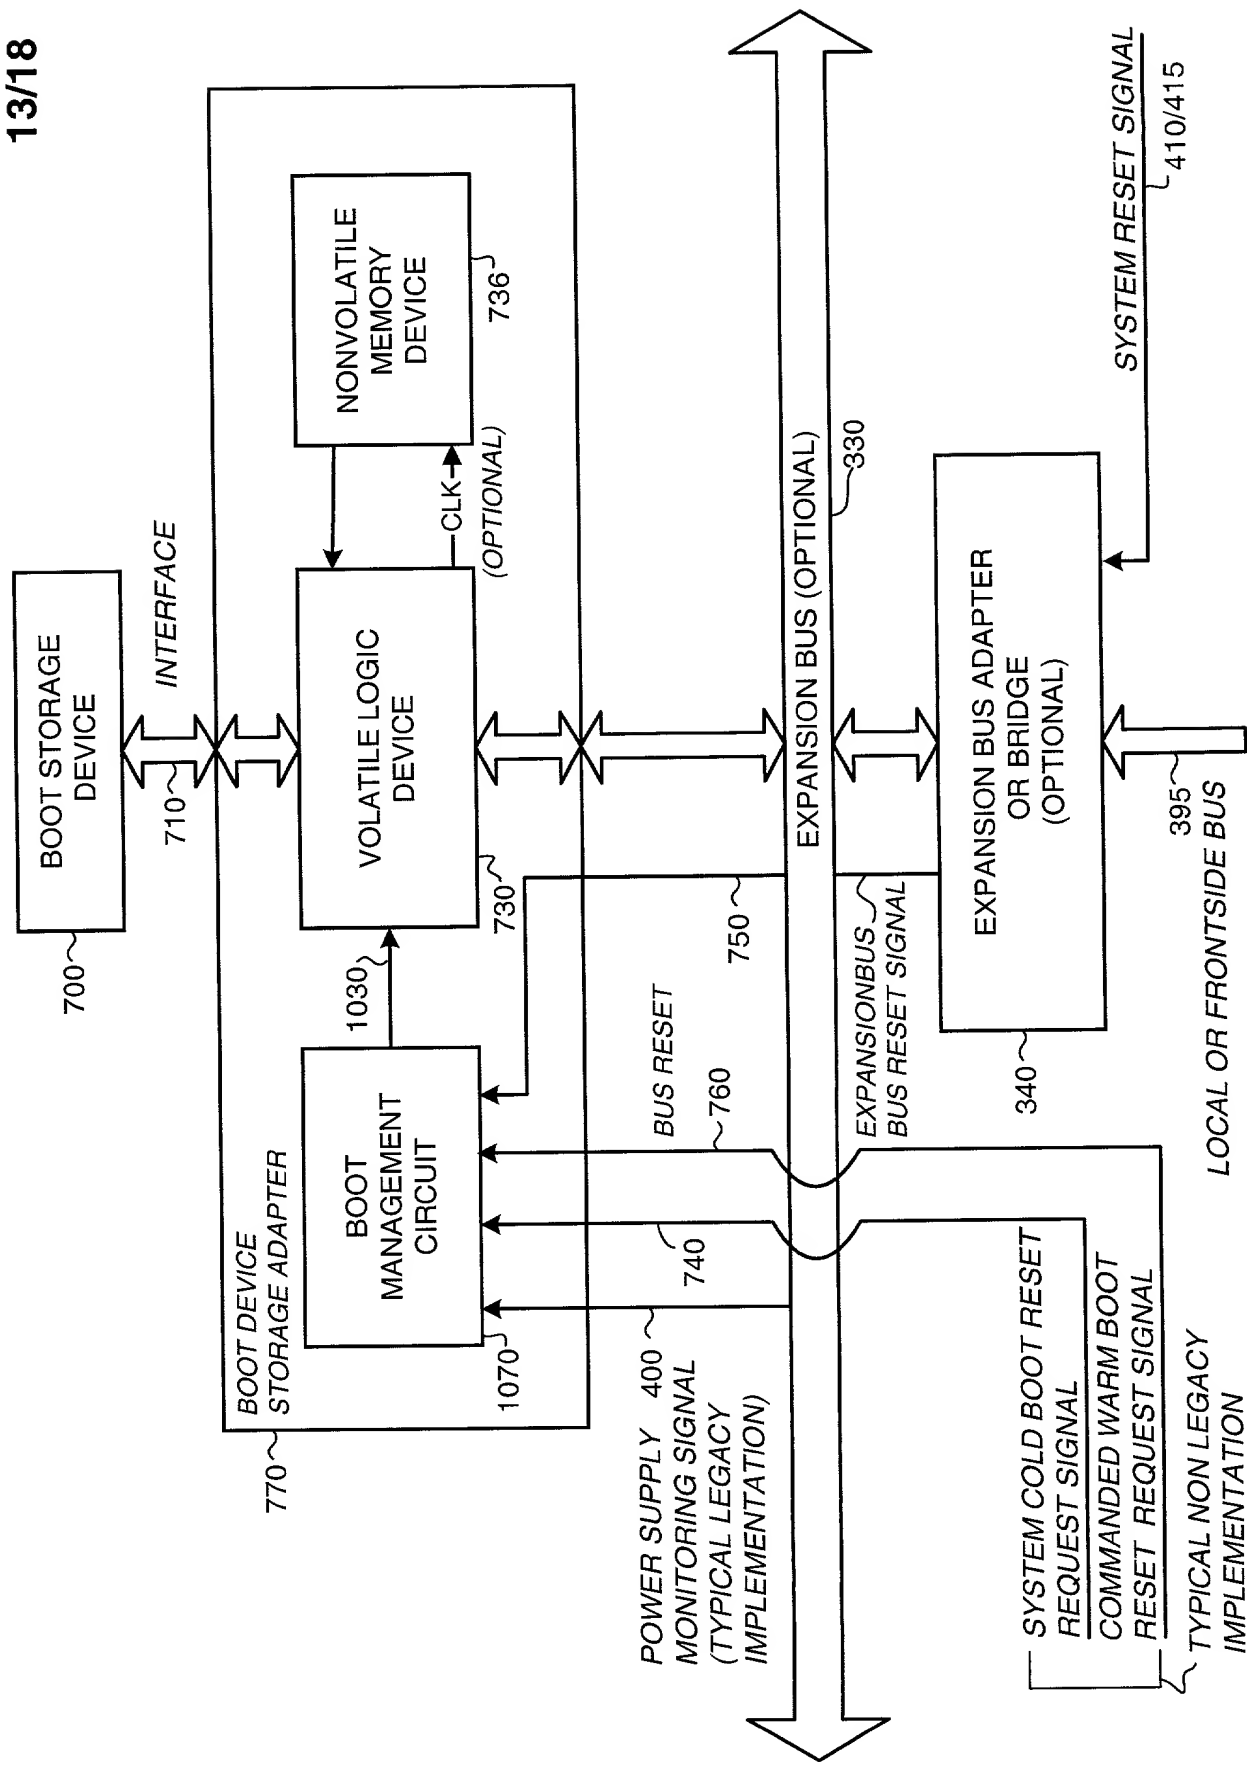 13/18
BOOT STORAGE
DEVICE
700
710
INTERFACE
BOOT DEVICE
STORAGE ADAPTER
770
BOOT
MANAGEMENT
CIRCUIT
1070
1030
VOLATILE LOGIC
DEVICE
730
CLK
(OPTIONAL)
NONVOLATILE
MEMORY
DEVICE
736
POWER SUPPLY 400
MONITORING SIGNAL
(TYPICAL LEGACY
IMPLEMENTATION)
740
BUS RESET
760
750
EXPANSION BUS (OPTIONAL)
330
EXPANSIONBUS
BUS RESET SIGNAL
EXPANSION BUS ADAPTER
OR BRIDGE
(OPTIONAL)
340
SYSTEM RESET SIGNAL
410/415
395
LOCAL OR FRONTSIDE BUS
SYSTEM COLD BOOT RESET
REQUEST SIGNAL
COMMANDED WARM BOOT
RESET REQUEST SIGNAL
TYPICAL NON LEGACY
IMPLEMENTATION